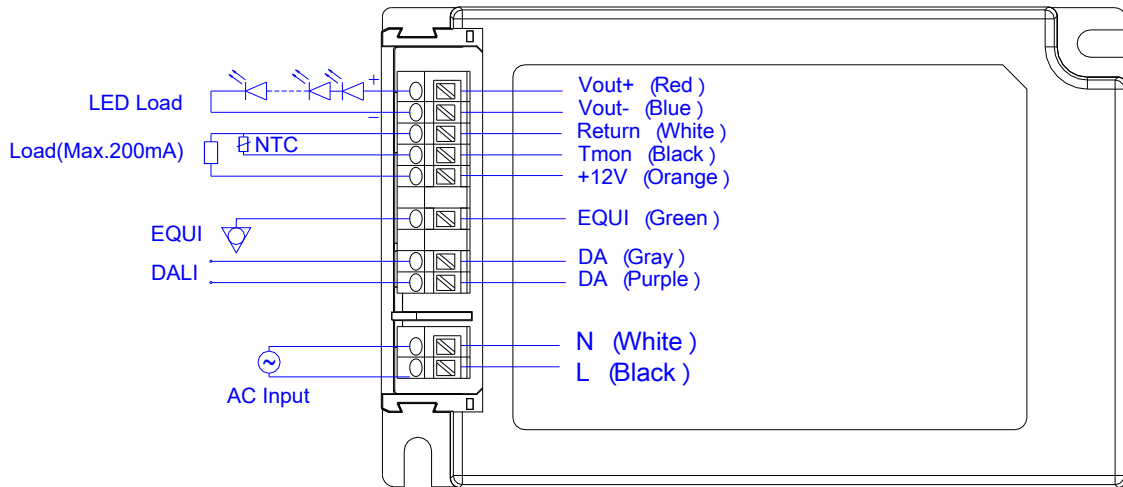 LED Load
+
−
Vout+ (Red)
Vout- (Blue)
Return (White)
Load(Max.200mA)
NTC
Tmon (Black)
+12V (Orange)
EQUI
EQUI (Green)
DALI
DA (Gray)
DA (Purple)
N (White)
L (Black)
~
AC Input